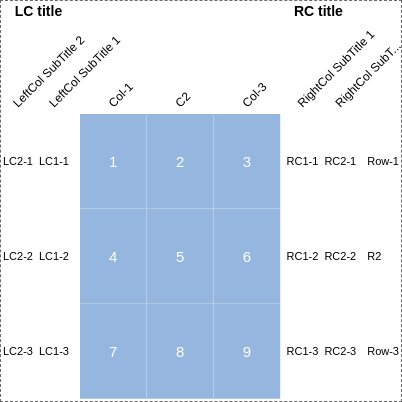 LC title
RC title
LeftCol SubTitle 2
LeftCol SubTitle 1
Col-1
C2
Col-3
RightCol SubTitle 1
RightCol SubT...
LC2-1 LC1-1 1 2 3 RC1-1 RC2-1 Row-1
LC2-2 LC1-2 4 5 6 RC1-2 RC2-2 R2
LC2-3 LC1-3 7 8 9 RC1-3 RC2-3 Row-3